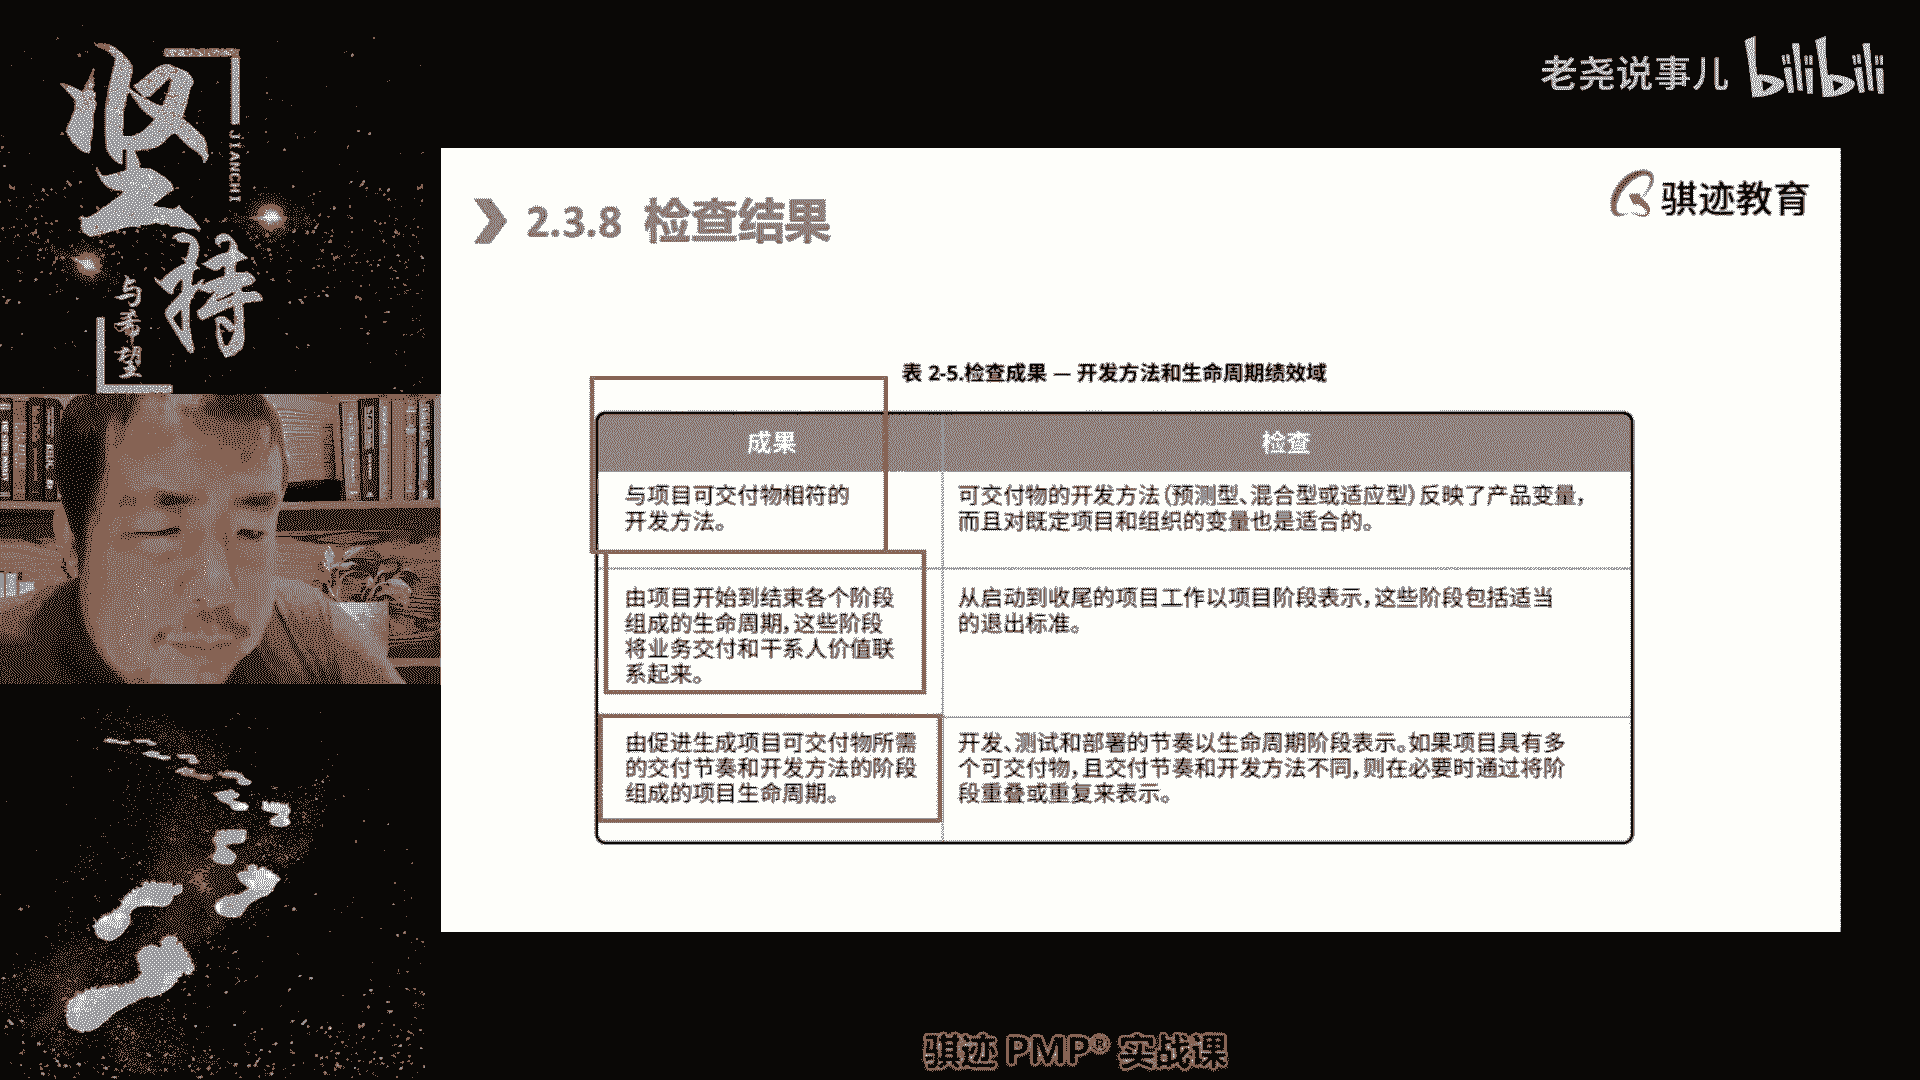 坚持
JIANCHI
与希望
老尧说事儿 bilibili
骐迹教育
2.3.8 检查结果
表 2-5.检查成果 — 开发方法和生命周期绩效域
成果
检查
与项目可交付物相符的
开发方法。
可交付物的开发方法（预测型、混合型或适应型）反映了产品变量，
而且对既定项目和组织的变量也是适合的。
由项目开始到结束各个阶段
组成的生命周期，这些阶段
将业务交付和干系人价值联
系起来。
从启动到收尾的项目工作以项目阶段表示，这些阶段包括适当
的退出标准。
由促进生成项目可交付物所需
的交付节奏和开发方法的阶段
组成的项目生命周期。
开发、测试和部署的节奏以生命周期阶段表示。如果项目具有多
个可交付物，且交付节奏和开发方法不同，则在必要时通过将阶
段重叠或重复来表示。
骐迹 PMP® 实战课